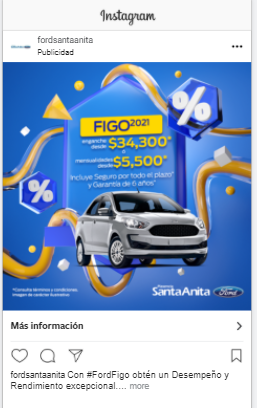 Instagram
fordsantaanita
Publicidad
FIGO2021
enganche
desde $34,300*
o
mensualidades
desde $5,500*
Incluye Seguro por todo el plazo*
y Garantía de 6 años*
%
%
*Consulta términos y condiciones,
imagen de carácter ilustrativo.
SantaAnita Ford
Más información
fordsantaanita Con #FordFigo obtén un Desempeño y
Rendimiento excepcional.... more